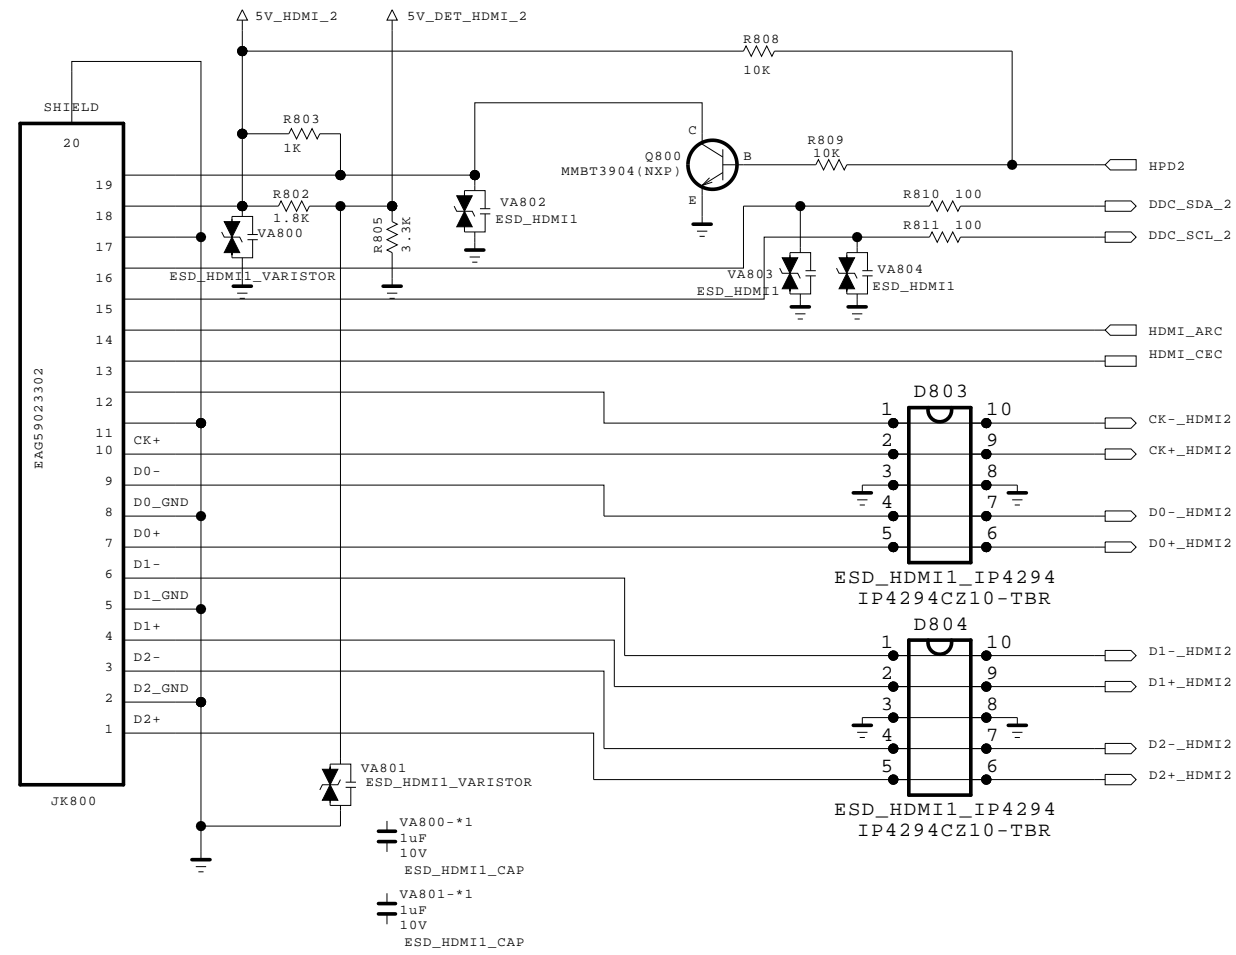 5V_HDMI_2
5V_DET_HDMI_2
R808
10K
SHIELD
20
R803
1K
C
Q800
MMBT3904(NXP)
B
E
R809
10K
HPD2
19
R802
1.8K
VA802
ESD_HDMI1
R810 100
DDC_SDA_2
18
VA800
R805
3.3K
R811 100
DDC_SCL_2
17
ESD_HDMI1_VARISTOR
VA803
ESD_HDMI1
VA804
ESD_HDMI1
16
15
14
HDMI_ARC
13
HDMI_CEC
12
EAG59023302
11
CK+
10
D0-
9
D0_GND
8
D0+
7
D1-
6
D1_GND
5
D1+
4
D2-
3
D2_GND
2
D2+
1
JK800
D803
1
10
CK-_HDMI2
2
9
CK+_HDMI2
3
8
4
7
D0-_HDMI2
5
6
D0+_HDMI2
ESD_HDMI1_IP4294
IP4294CZ10-TBR
D804
1
10
D1-_HDMI2
2
9
D1+_HDMI2
3
8
4
7
D2-_HDMI2
5
6
D2+_HDMI2
ESD_HDMI1_IP4294
IP4294CZ10-TBR
VA801
ESD_HDMI1_VARISTOR
VA800-*1
1uF
10V
ESD_HDMI1_CAP
VA801-*1
1uF
10V
ESD_HDMI1_CAP